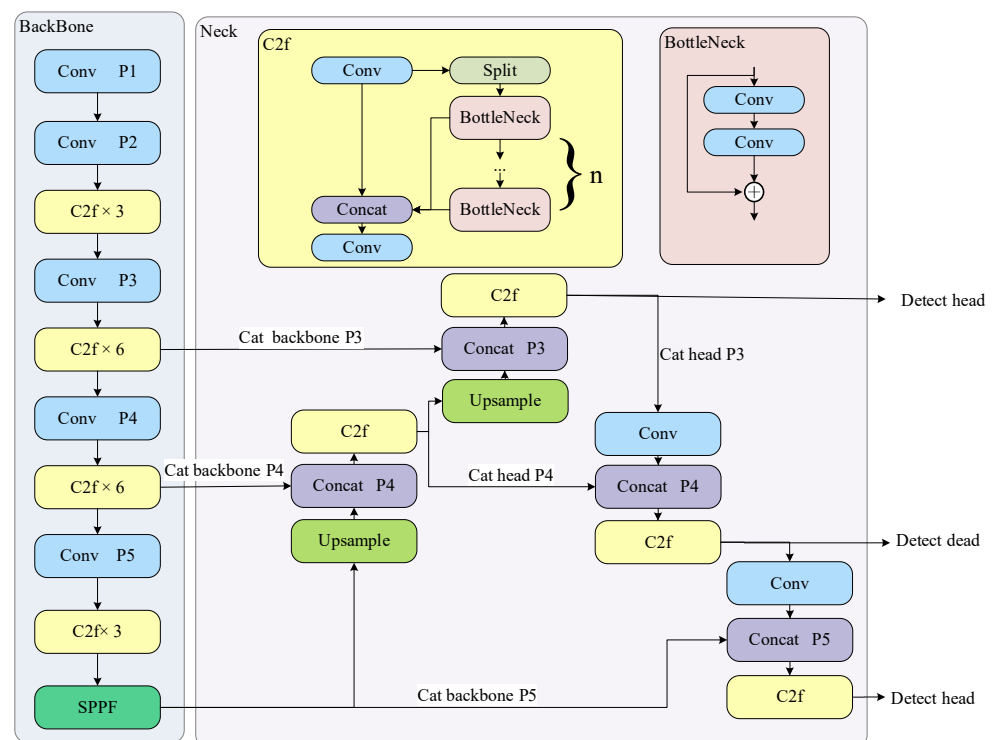 BackBone
Conv P1
Conv P2
C2f × 3
Conv P3
C2f × 6
Conv P4
C2f × 6
Conv P5
C2f× 3
SPPF
Neck
C2f
Conv
Split
BottleNeck
...
BottleNeck
n
Concat
Conv
BottleNeck
Conv
Conv
+
C2f
Detect head
Cat backbone P3
Concat P3
Cat head P3
Upsample
C2f
Conv
Cat backbone P4
Concat P4
Cat head P4
Concat P4
Upsample
C2f
Detect dead
Conv
Concat P5
Cat backbone P5
C2f
Detect head